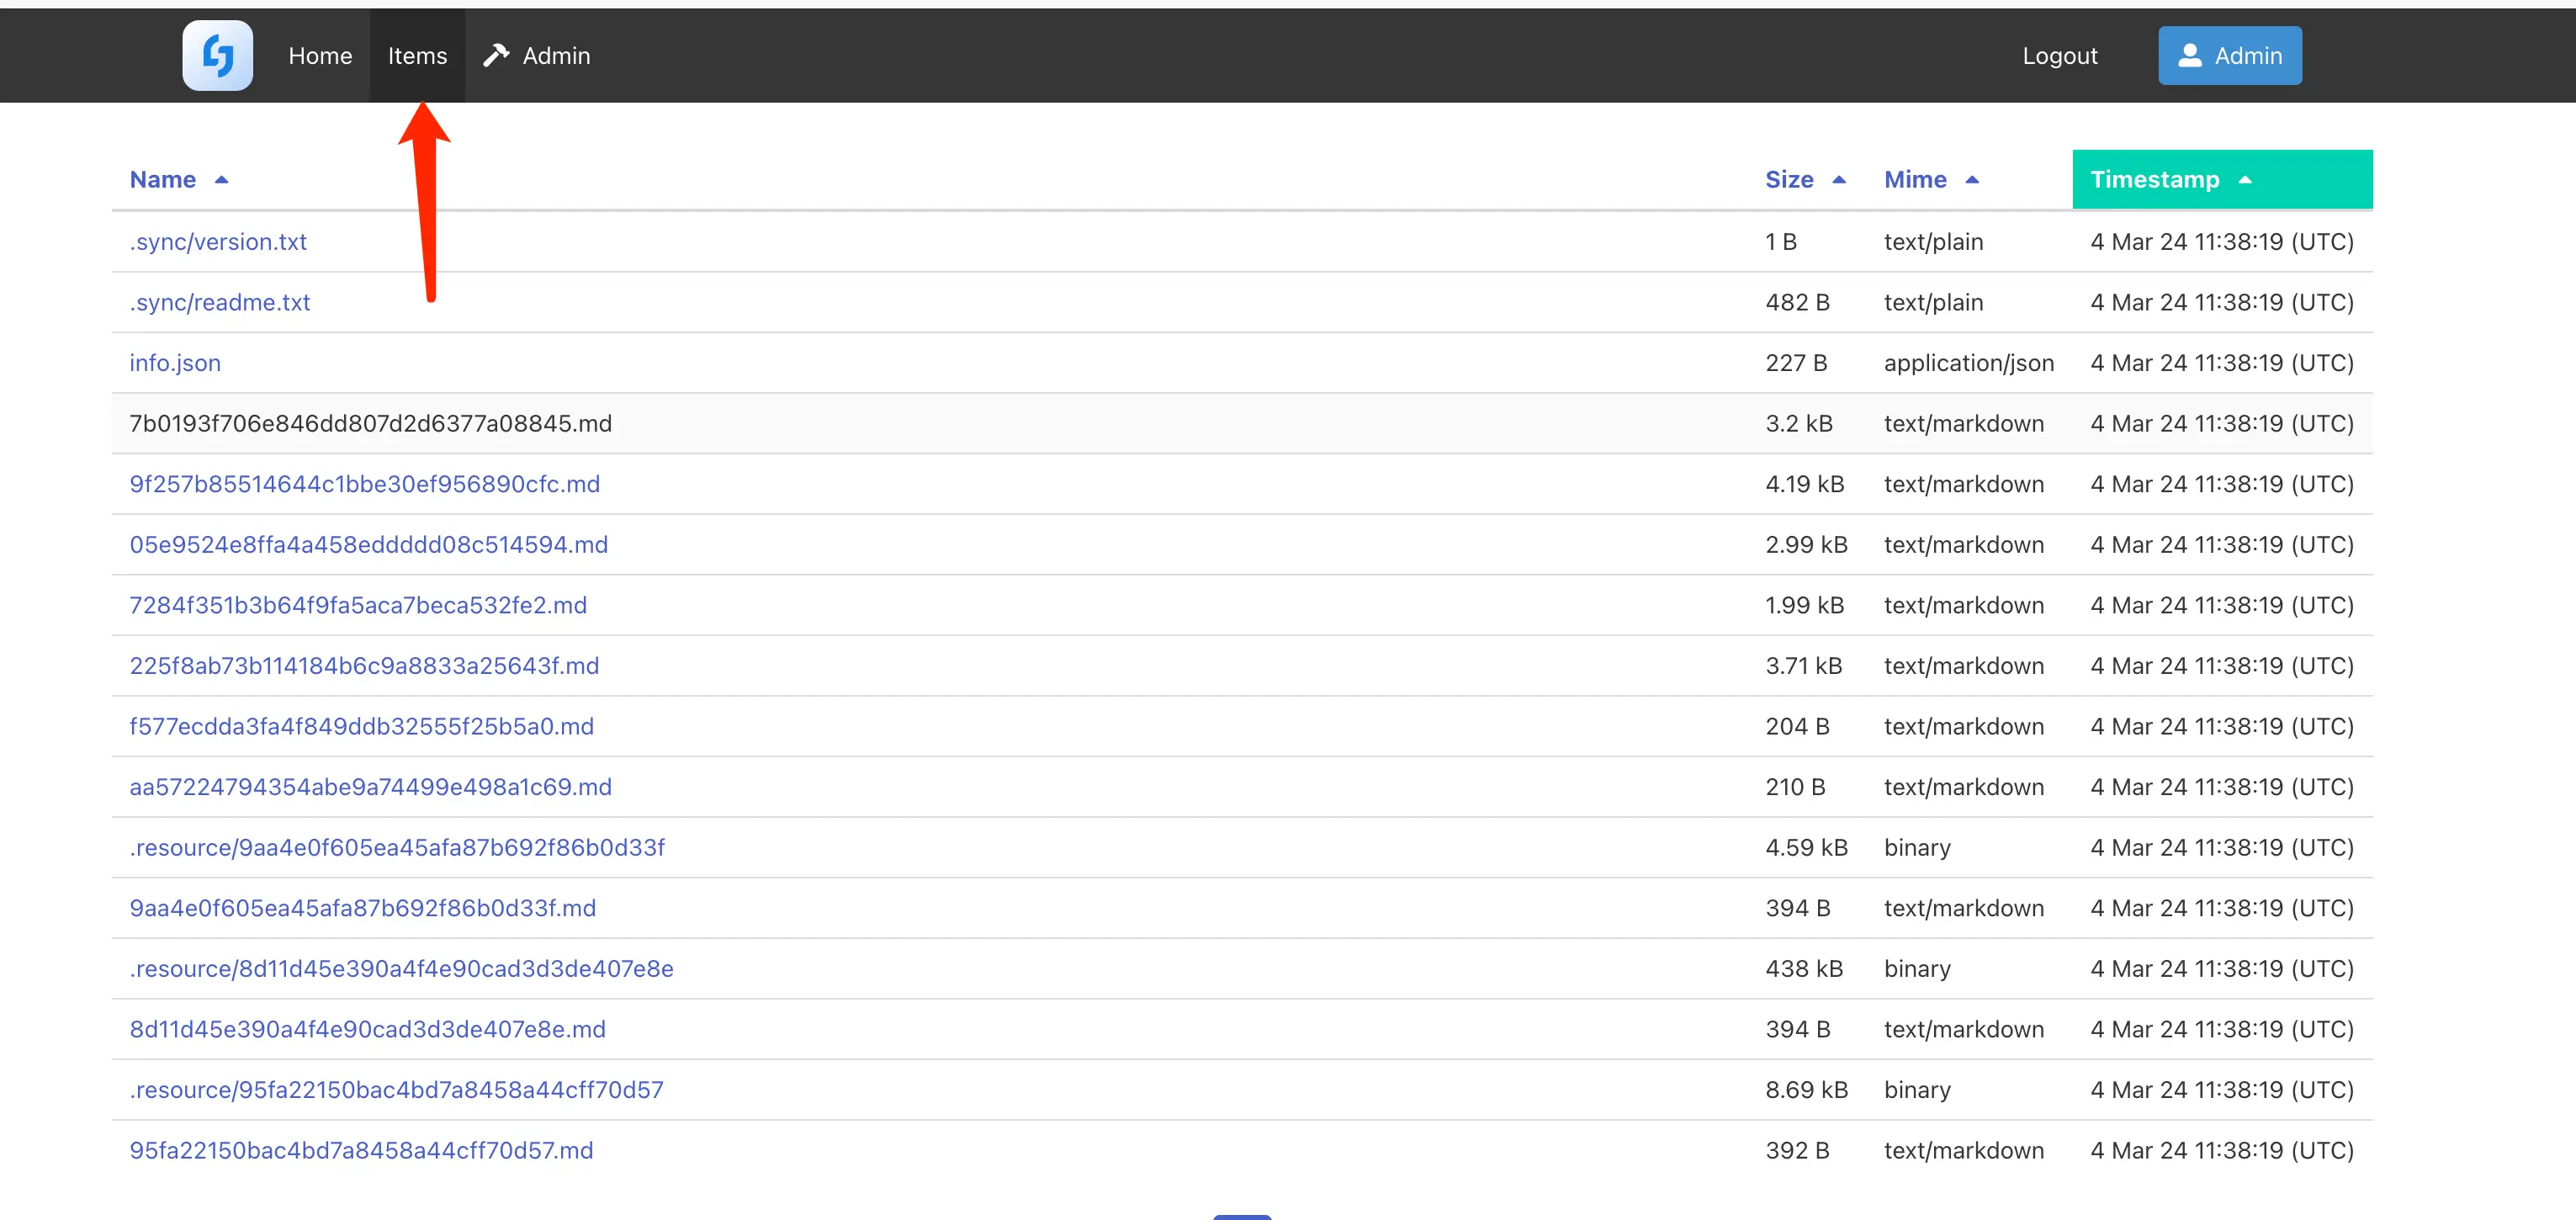 Home Items Admin Logout Admin
Name Size Mime Timestamp
.sync/version.txt 1 B text/plain 4 Mar 24 11:38:19 (UTC)
.sync/readme.txt 482 B text/plain 4 Mar 24 11:38:19 (UTC)
info.json 227 B application/json 4 Mar 24 11:38:19 (UTC)
7b0193f706e846dd807d2d6377a08845.md 3.2 kB text/markdown 4 Mar 24 11:38:19 (UTC)
9f257b85514644c1bbe30ef956890cfc.md 4.19 kB text/markdown 4 Mar 24 11:38:19 (UTC)
05e9524e8ffa4a458eddddd08c514594.md 2.99 kB text/markdown 4 Mar 24 11:38:19 (UTC)
7284f351b3b64f9fa5aca7beca532fe2.md 1.99 kB text/markdown 4 Mar 24 11:38:19 (UTC)
225f8ab73b114184b6c9a8833a25643f.md 3.71 kB text/markdown 4 Mar 24 11:38:19 (UTC)
f577ecdda3fa4f849ddb32555f25b5a0.md 204 B text/markdown 4 Mar 24 11:38:19 (UTC)
aa57224794354abe9a74499e498a1c69.md 210 B text/markdown 4 Mar 24 11:38:19 (UTC)
.resource/9aa4e0f605ea45afa87b692f86b0d33f 4.59 kB binary 4 Mar 24 11:38:19 (UTC)
9aa4e0f605ea45afa87b692f86b0d33f.md 394 B text/markdown 4 Mar 24 11:38:19 (UTC)
.resource/8d11d45e390a4f4e90cad3d3de407e8e 438 kB binary 4 Mar 24 11:38:19 (UTC)
8d11d45e390a4f4e90cad3d3de407e8e.md 394 B text/markdown 4 Mar 24 11:38:19 (UTC)
.resource/95fa22150bac4bd7a8458a44cff70d57 8.69 kB binary 4 Mar 24 11:38:19 (UTC)
95fa22150bac4bd7a8458a44cff70d57.md 392 B text/markdown 4 Mar 24 11:38:19 (UTC)